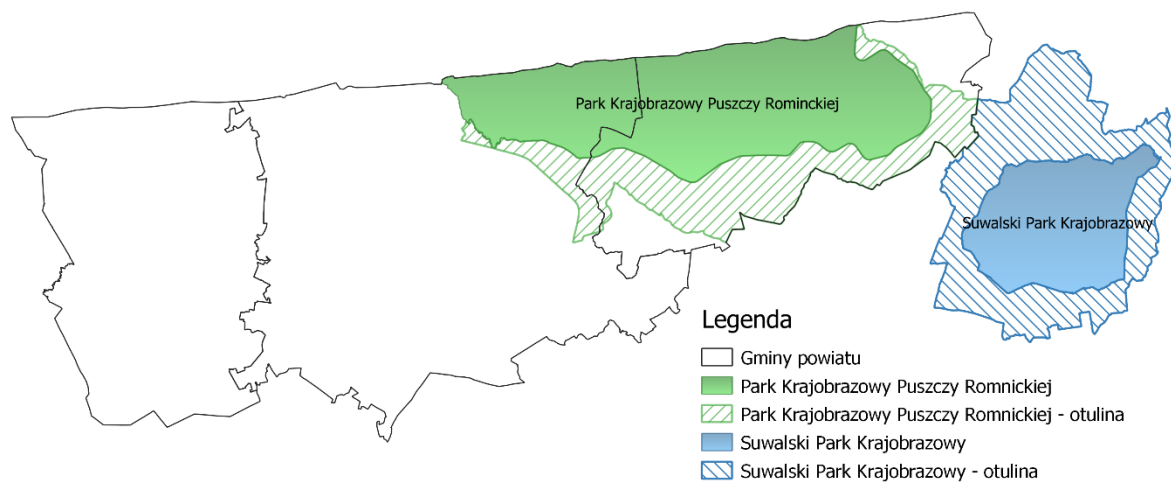 Park Krajobrazowy Puszczy Rominckiej
Suwalski Park Krajobrazowy
Legenda
Gminy powiatu
Park Krajobrazowy Puszczy Romnickiej
Park Krajobrazowy Puszczy Romnickiej - otulina
Suwalski Park Krajobrazowy
Suwalski Park Krajobrazowy - otulina